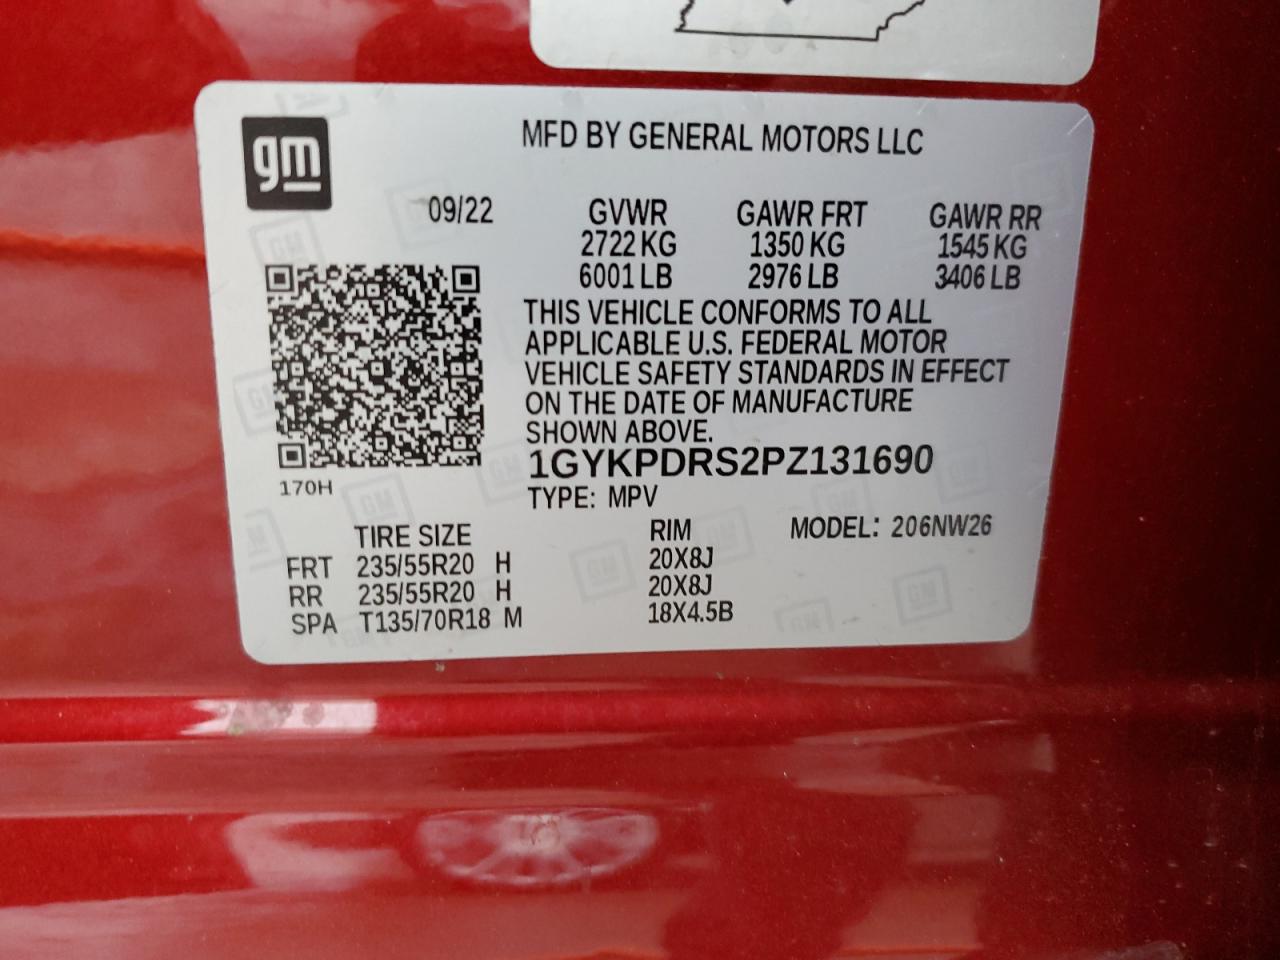 gm
MFD BY GENERAL MOTORS LLC
09/22 GVWR GAWR FRT GAWR RR
2722 KG 1350 KG 1545 KG
6001 LB 2976 LB 3406 LB
THIS VEHICLE CONFORMS TO ALL
APPLICABLE U.S. FEDERAL MOTOR
VEHICLE SAFETY STANDARDS IN EFFECT
ON THE DATE OF MANUFACTURE
SHOWN ABOVE.
1GYKPDRS2PZ131690
170H
TYPE: MPV
TIRE SIZE RIM MODEL: 206NW26
FRT 235/55R20 H 20X8J
RR 235/55R20 H 20X8J
SPA T135/70R18 M 18X4.5B